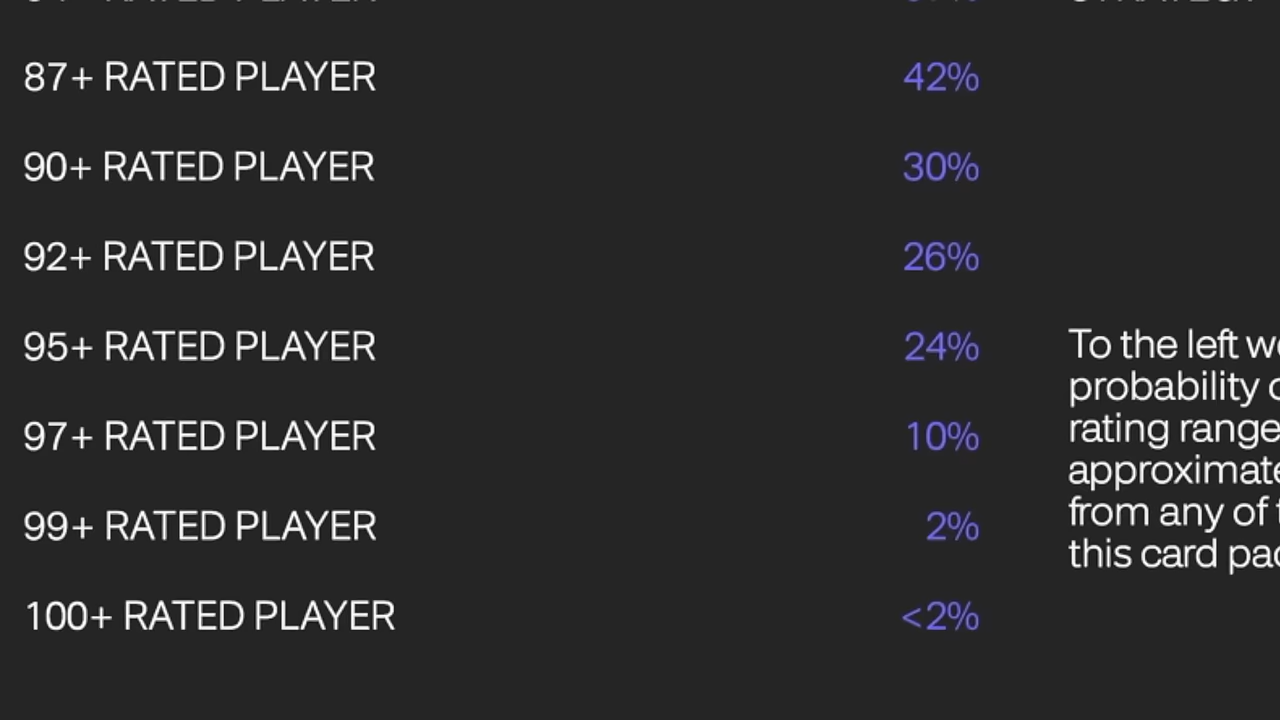 87+ RATED PLAYER 42%
90+ RATED PLAYER 30%
92+ RATED PLAYER 26%
95+ RATED PLAYER 24%
97+ RATED PLAYER 10%
99+ RATED PLAYER 2%
100+ RATED PLAYER <2%
To the left
probability
rating range
approximate
from any of
this card